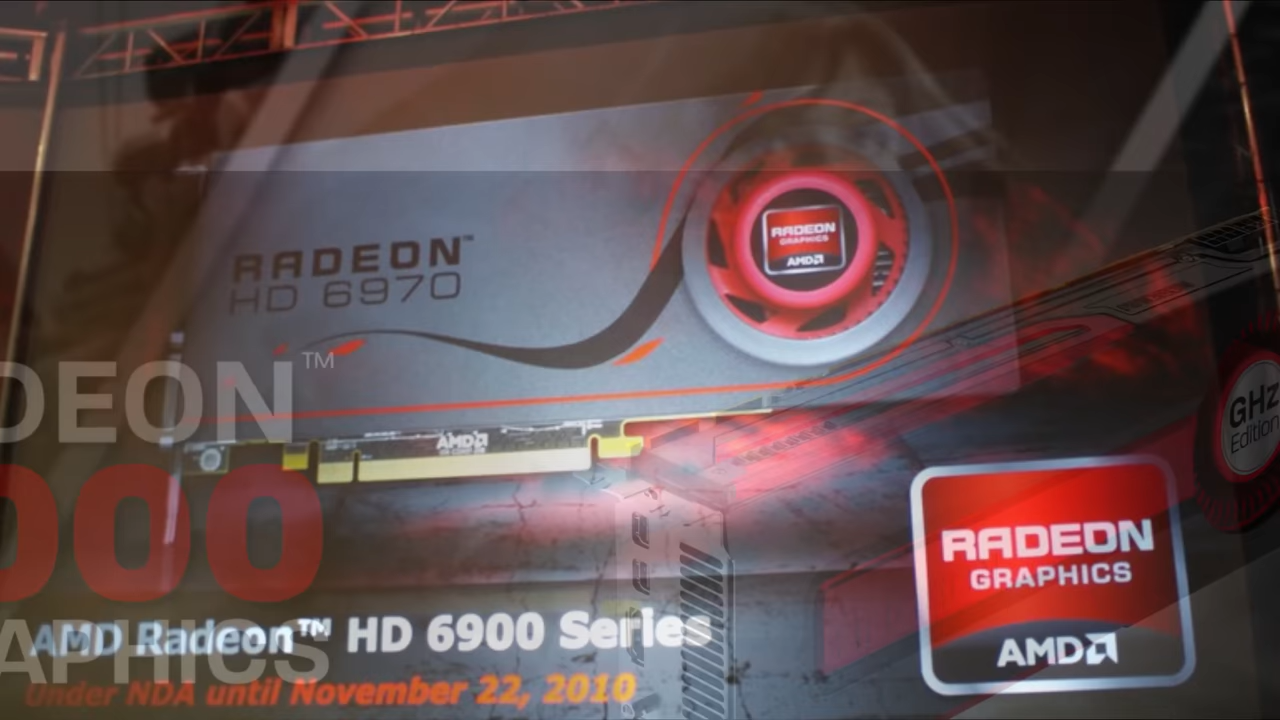 RADEON™
HD 6970
RADEON
GRAPHICS
AMD
AMD
DEON™
000
APHICS
GHz
Edition
RADEON
GRAPHICS
AMD
AMD Radeon™ HD 6900 Series
Under NDA until November 22, 2010